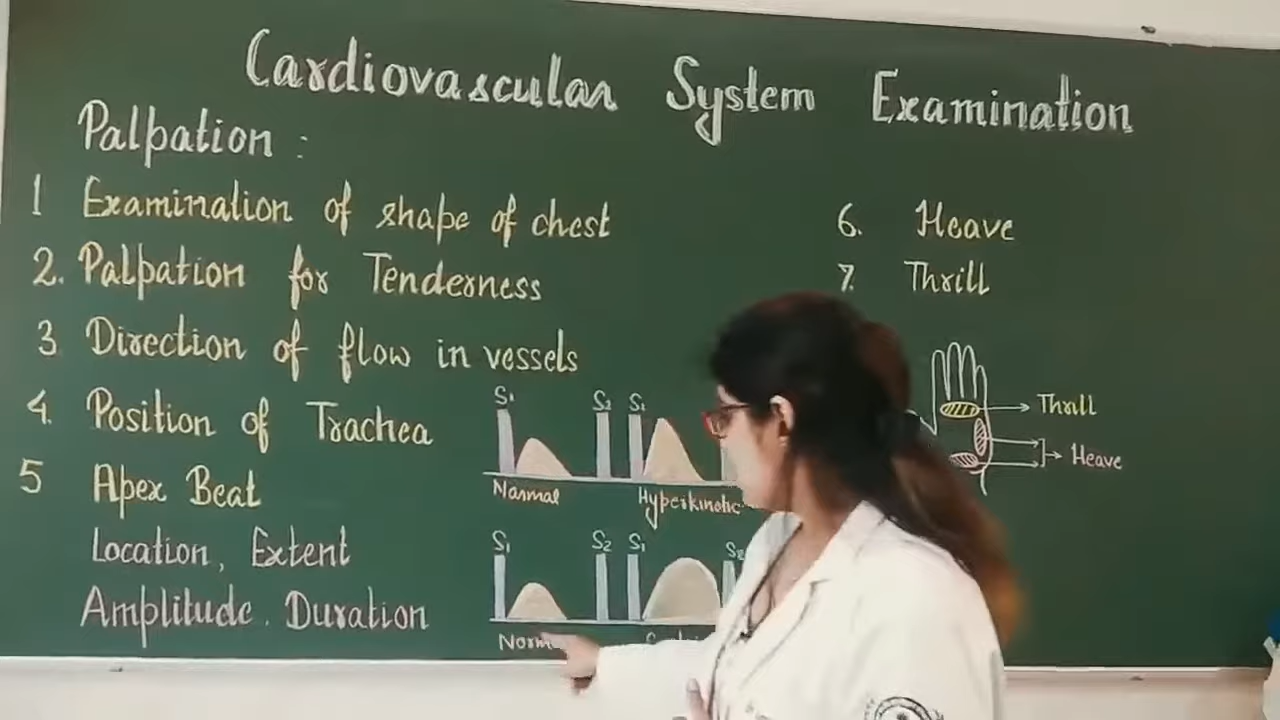 Cardiovascular System Examination
Palpation :
1 Examination of shape of chest
2. Palpation for Tenderness
3 Direction of flow in vessels
4. Position of Trachea
5 Apex Beat
Location, Extent
Amplitude. Duration
S1 S2 S1
Normal Hyperkinetic
S1 S2 S1 S2
6. Heave
7. Thrill
Thrill
Heave